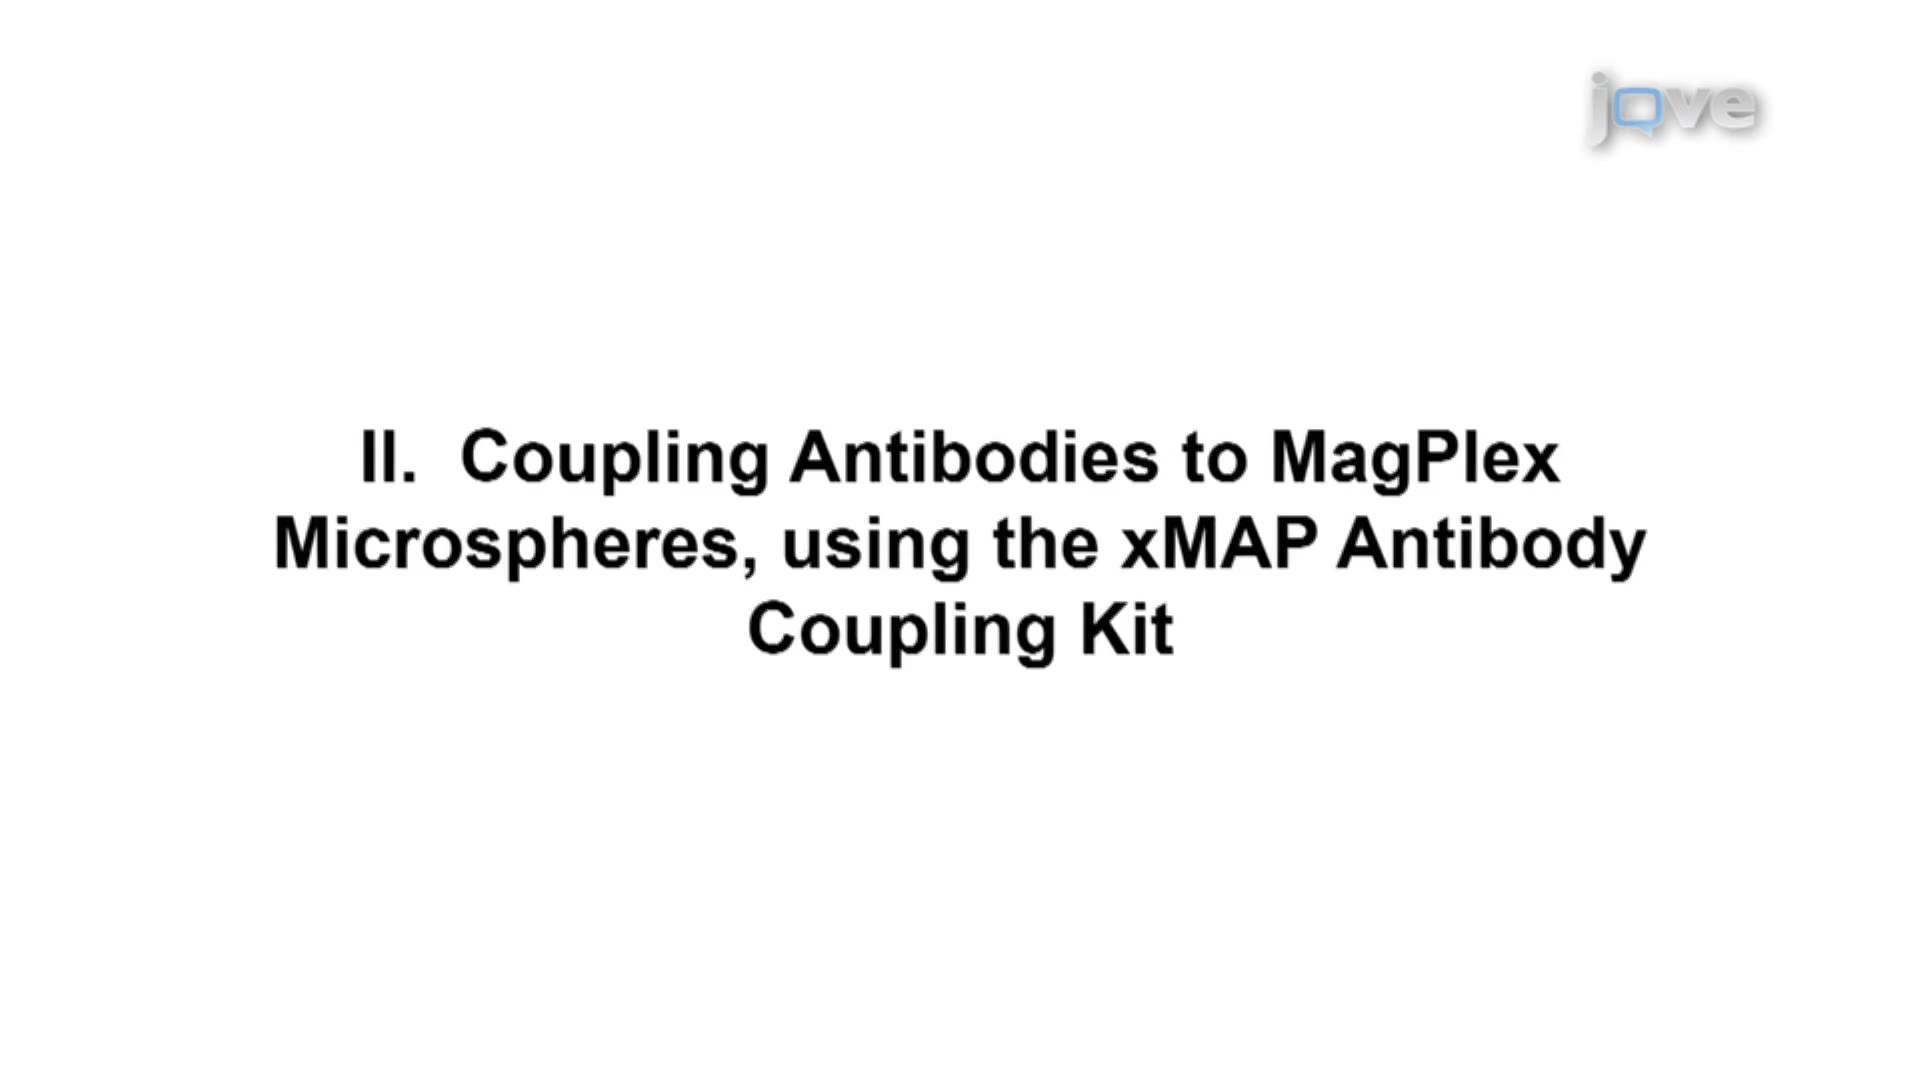 jove
II. Coupling Antibodies to MagPlex
Microspheres, using the xMAP Antibody
Coupling Kit